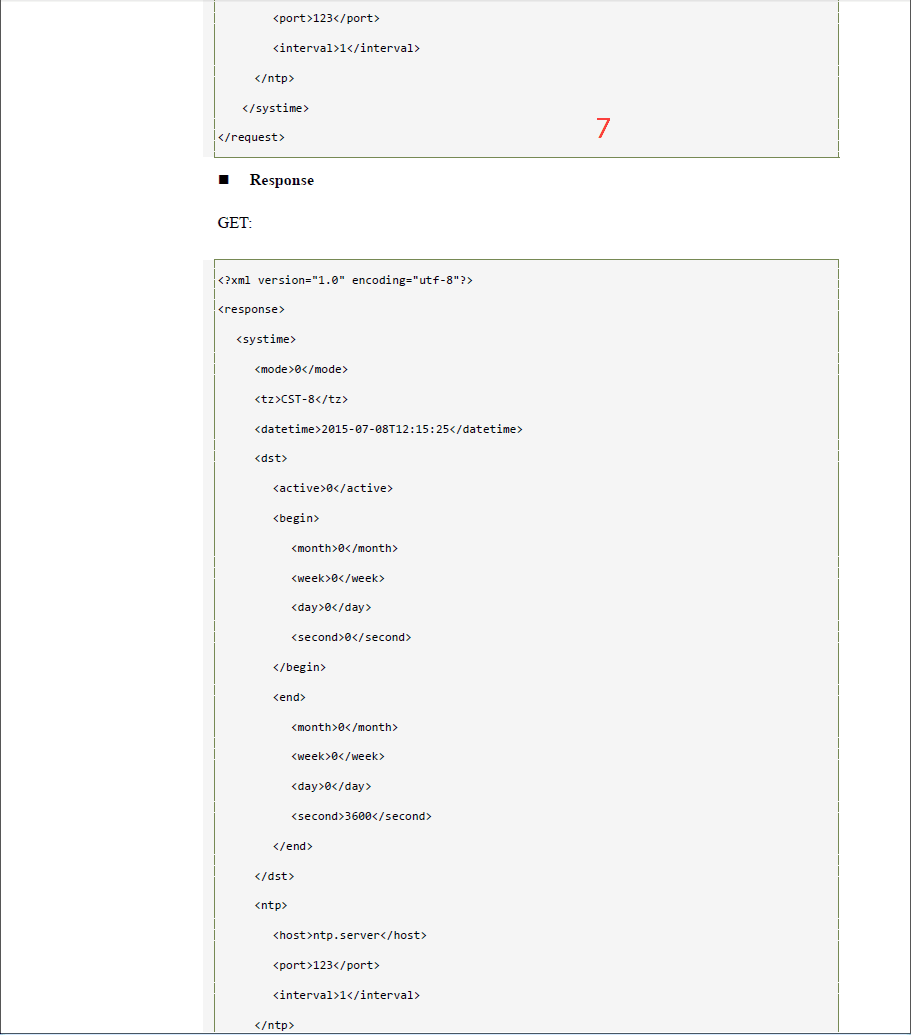 <port>123</port>
<interval>1</interval>
</ntp>
</systime>
</request>
7
■ Response
GET:
<?xml version="1.0" encoding="utf-8"?>
<response>
<systime>
<mode>0</mode>
<tz>CST-8</tz>
<datetime>2015-07-08T12:15:25</datetime>
<dst>
<active>0</active>
<begin>
<month>0</month>
<week>0</week>
<day>0</day>
<second>0</second>
</begin>
<end>
<month>0</month>
<week>0</week>
<day>0</day>
<second>3600</second>
</end>
</dst>
<ntp>
<host>ntp.server</host>
<port>123</port>
<interval>1</interval>
</ntp>